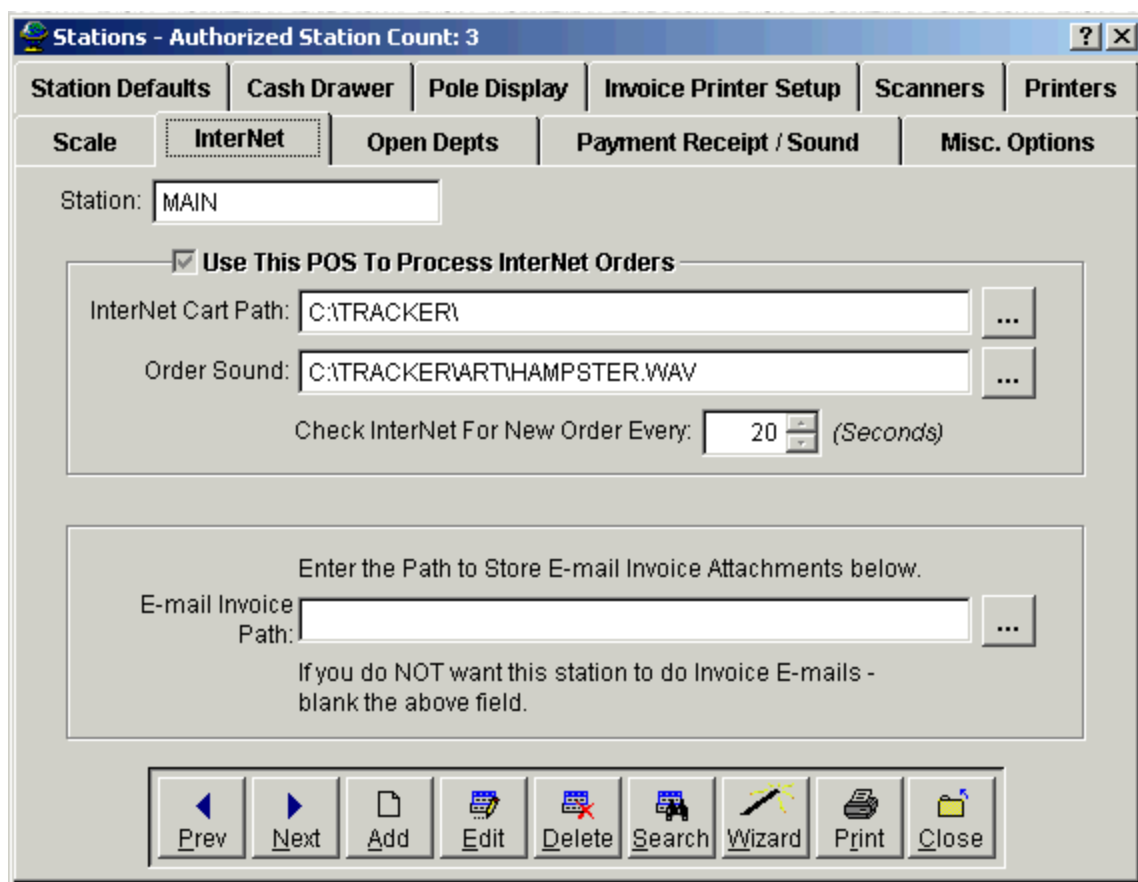 Stations - Authorized Station Count: 3
Station Defaults Cash Drawer Pole Display Invoice Printer Setup Scanners Printers
Scale InterNet Open Depts Payment Receipt / Sound Misc. Options
Station: MAIN
Use This POS To Process InterNet Orders
InterNet Cart Path: C:\TRACKER\ ...
Order Sound: C:\TRACKER\ART\HAMPSTER.WAV ...
Check InterNet For New Order Every: 20 (Seconds)
Enter the Path to Store E-mail Invoice Attachments below.
E-mail Invoice
Path: ...
If you do NOT want this station to do Invoice E-mails -
blank the above field.
Prev Next Add Edit Delete Search Wizard Print Close